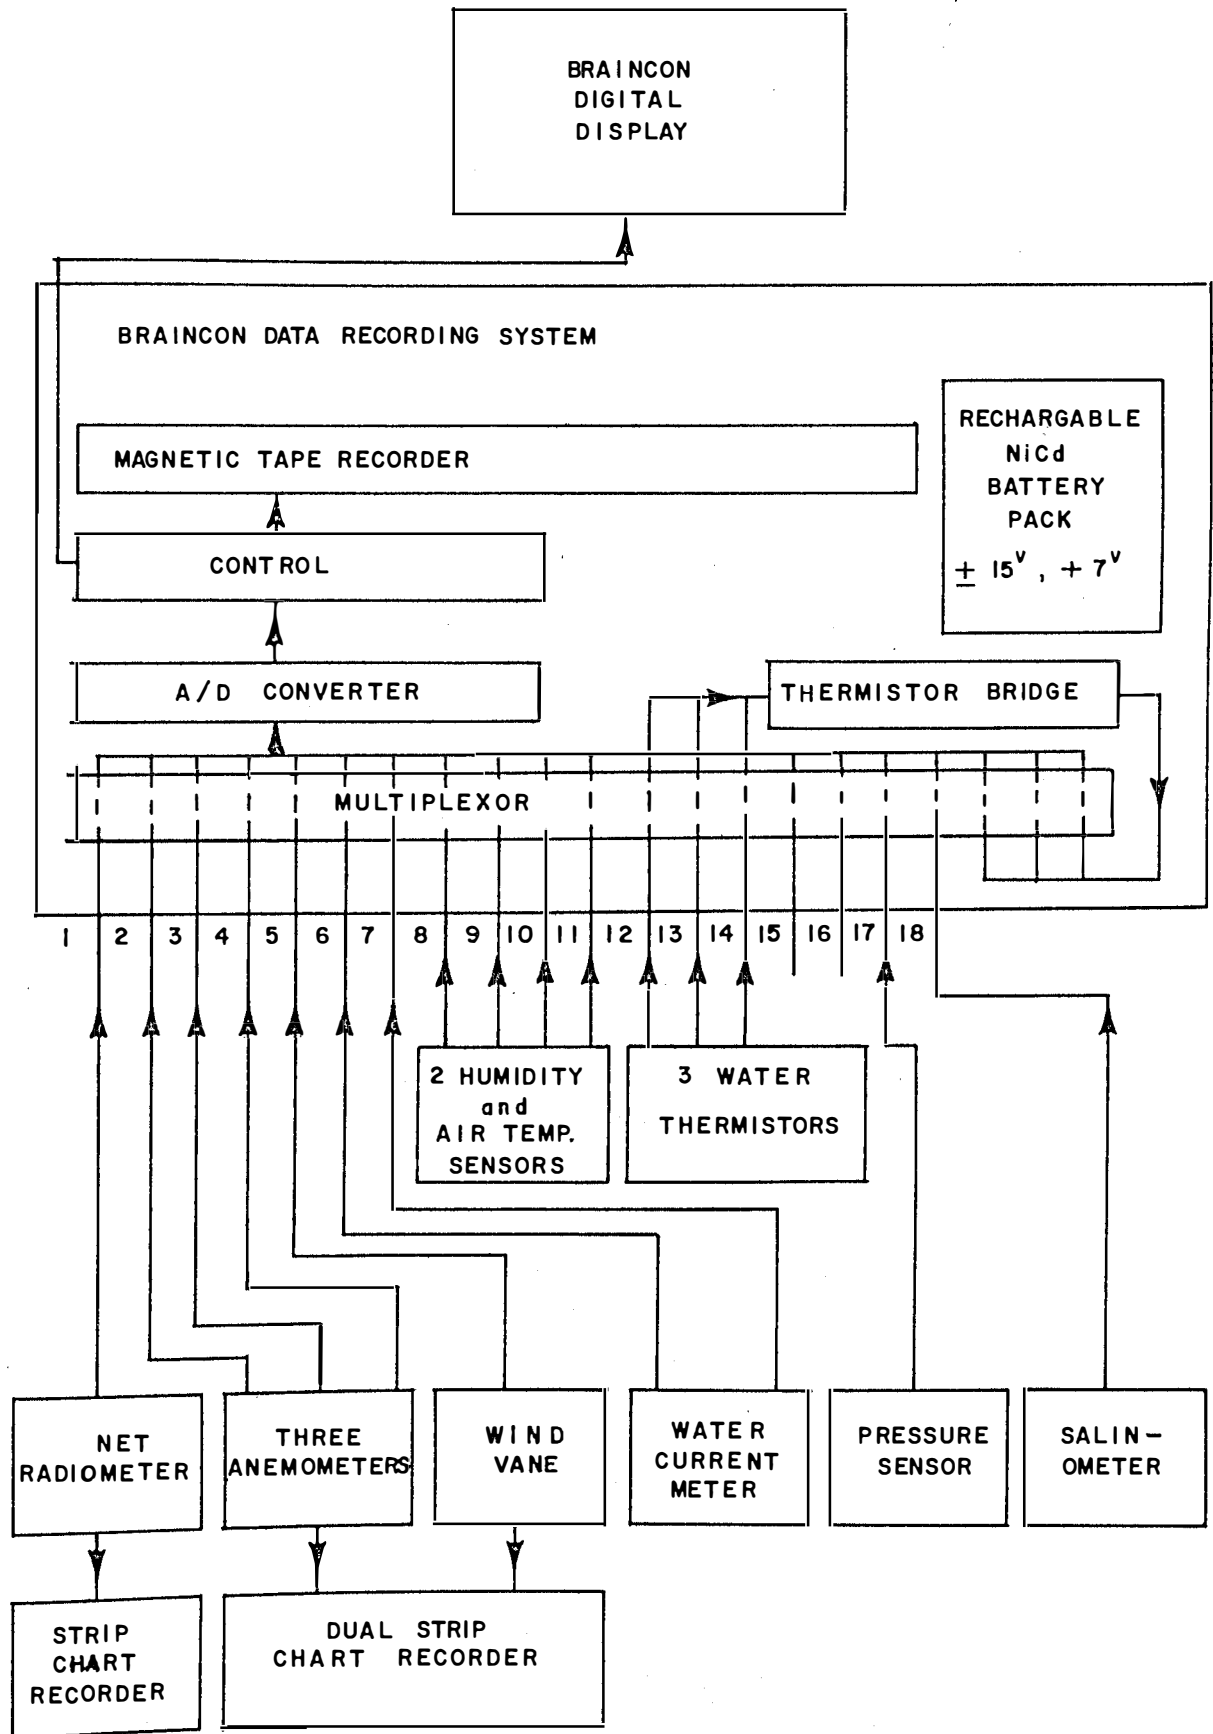 BRAINCON
DIGITAL
DISPLAY
BRAINCON DATA RECORDING SYSTEM
RECHARGABLE
NiCd
BATTERY
PACK
± 15V, + 7V
MAGNETIC TAPE RECORDER
CONTROL
A/D CONVERTER
THERMISTOR BRIDGE
MULTIPLEXOR
1 2 3 4 5 6 7 8 9 10 11 12 13 14 15 16 17 18
2 HUMIDITY
and
AIR TEMP.
SENSORS
3 WATER
THERMISTORS
NET
RADIOMETER
THREE
ANEMOMETERS
WIND
VANE
WATER
CURRENT
METER
PRESSURE
SENSOR
SALIN-
OMETER
STRIP
CHART
RECORDER
DUAL STRIP
CHART RECORDER